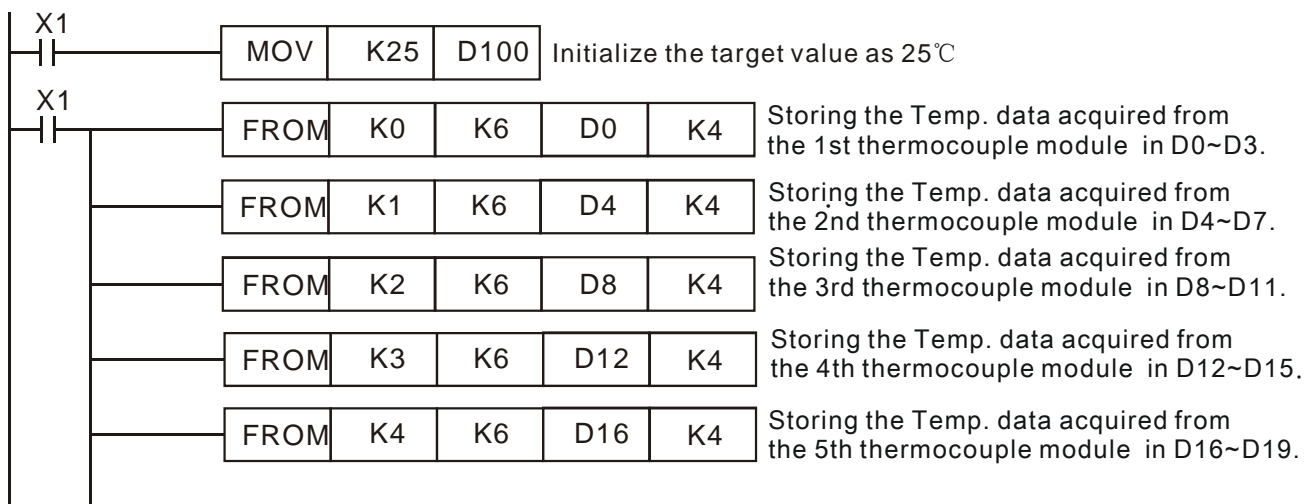 X1
MOV K25 D100 Initialize the target value as 25℃
X1
FROM K0 K6 D0 K4 Storing the Temp. data acquired from
the 1st thermocouple module in D0~D3.
FROM K1 K6 D4 K4 Storing the Temp. data acquired from
the 2nd thermocouple module in D4~D7.
FROM K2 K6 D8 K4 Storing the Temp. data acquired from
the 3rd thermocouple module in D8~D11.
FROM K3 K6 D12 K4 Storing the Temp. data acquired from
the 4th thermocouple module in D12~D15.
FROM K4 K6 D16 K4 Storing the Temp. data acquired from
the 5th thermocouple module in D16~D19.